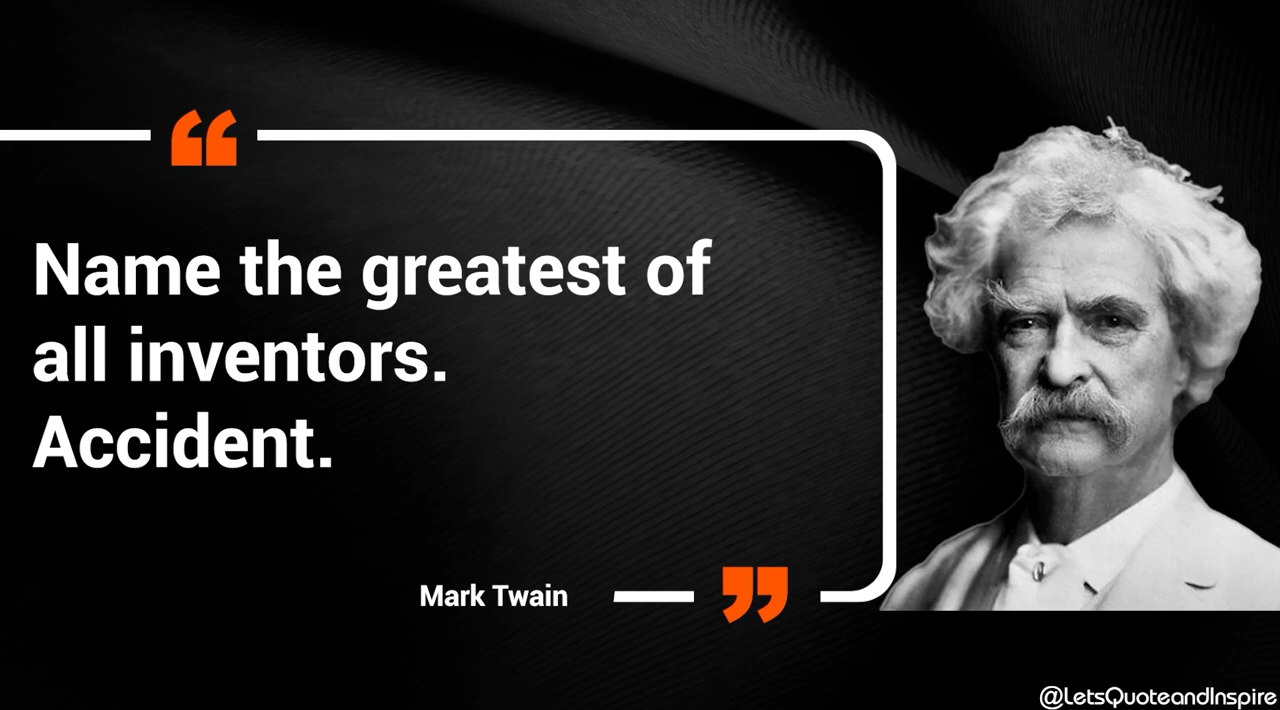 “
Name the greatest of
all inventors.
Accident.
Mark Twain
”
@LetsQuoteandInspire